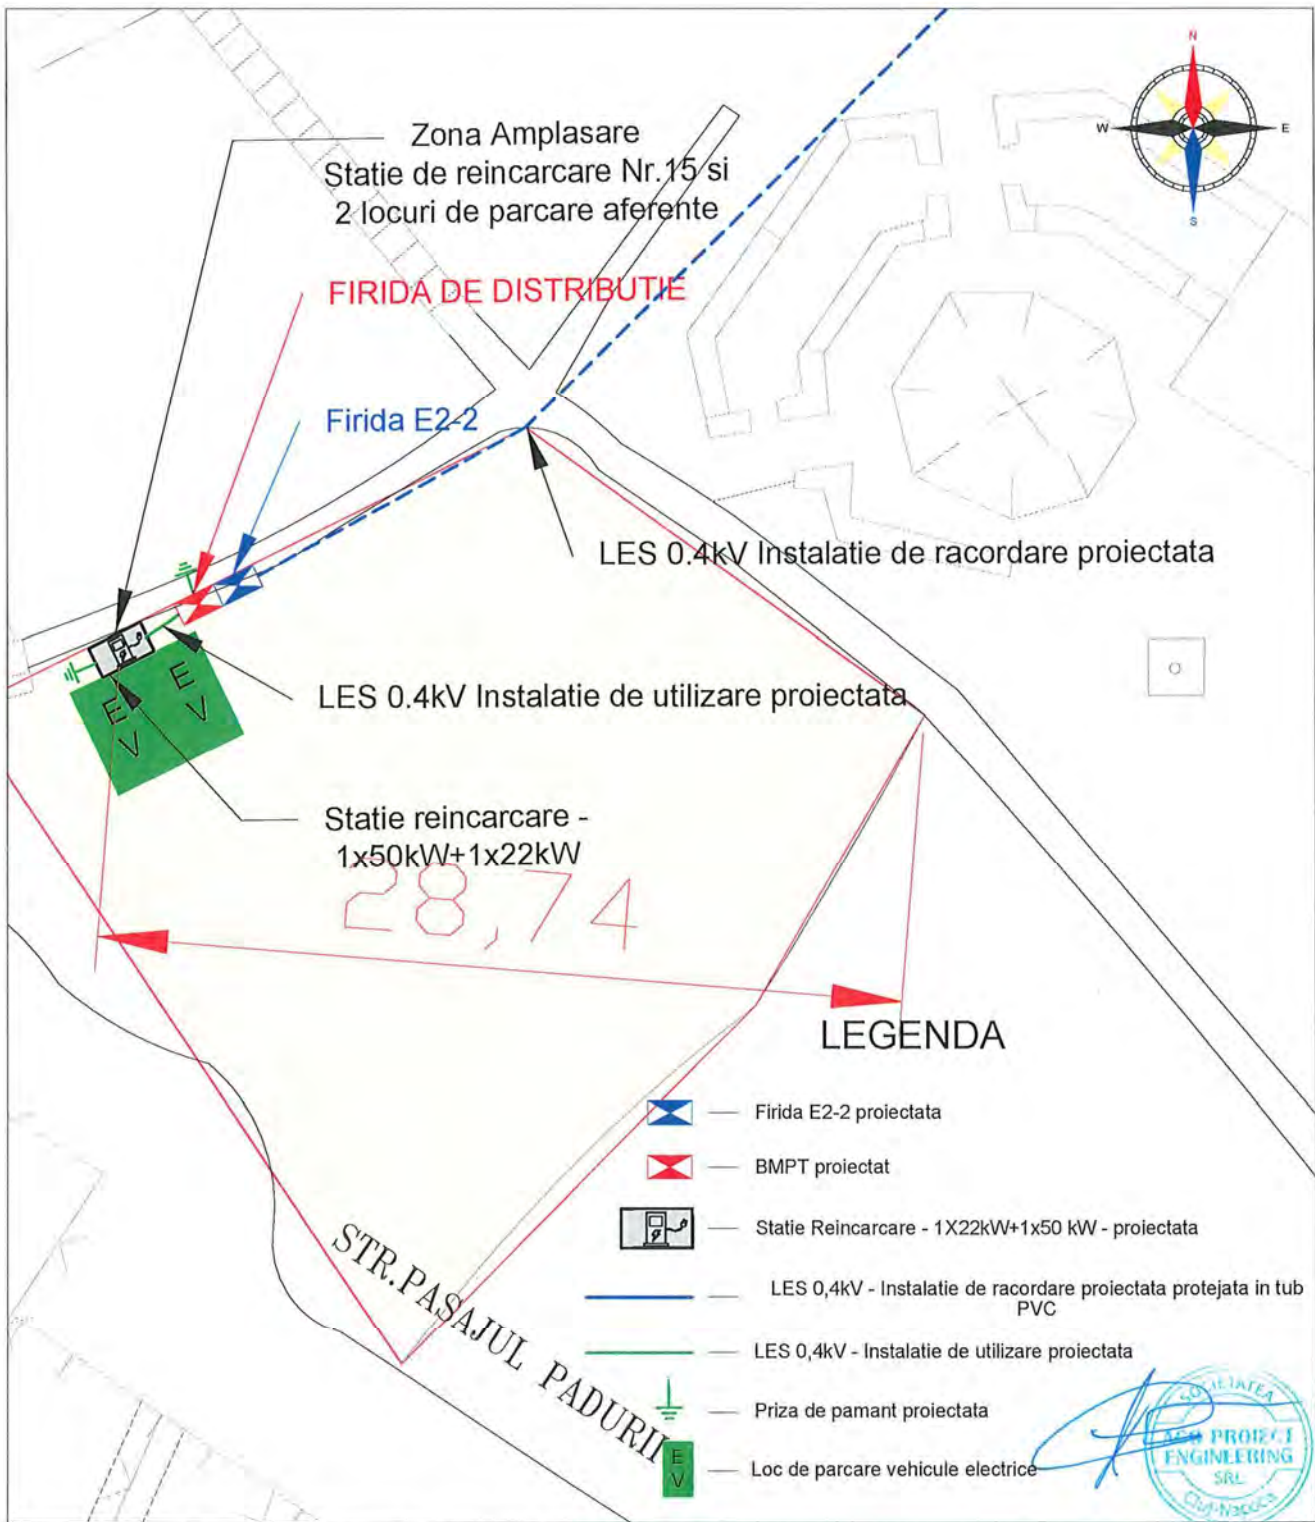 N
W
E
S
Zona Amplasare
Statie de reincarcare Nr.15 si
2 locuri de parcare aferente
FIRIDA DE DISTRIBUTIE
Firida E2-2
LES 0.4kV Instalatie de racordare proiectata
LES 0.4kV Instalatie de utilizare proiectata
E
V
E
V
Statie reincarcare -
1x50kW+1x22kW
28,74
LEGENDA
Firida E2-2 proiectata
BMPT proiectat
Statie Reincarcare - 1X22kW+1x50 kW - proiectata
LES 0,4kV - Instalatie de racordare proiectata protejata in tub
PVC
LES 0,4kV - Instalatie de utilizare proiectata
Priza de pamant proiectata
E
V
Loc de parcare vehicule electrice
STR.PASAJUL PADURII
SOCIETATEA
PROIECT
ENGINEERING
SRL
Cluj-Napoca